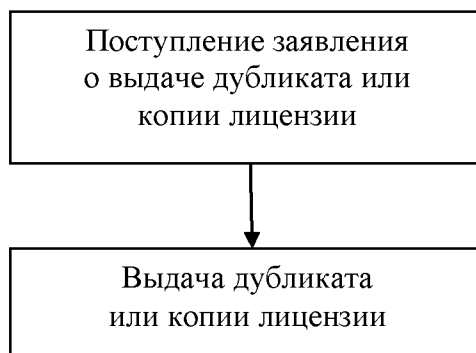 Поступление заявления
о выдаче дубликата или
копии лицензии
Выдача дубликата
или копии лицензии